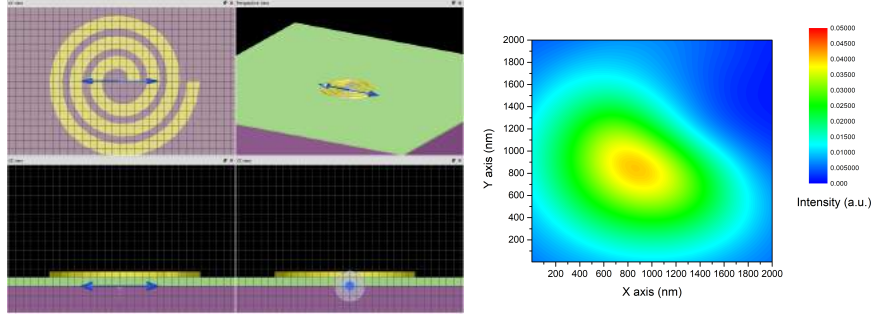 XY view
Perspective view
XZ view
YZ view
2000
1800
1600
1400
1200
1000
800
600
400
200
Y axis (nm)
200 400 600 800 1000 1200 1400 1600 1800 2000
X axis (nm)
0.05000
0.04500
0.04000
0.03500
0.03000
0.02500
0.02000
0.01500
0.01000
0.005000
0.000
Intensity (a.u.)